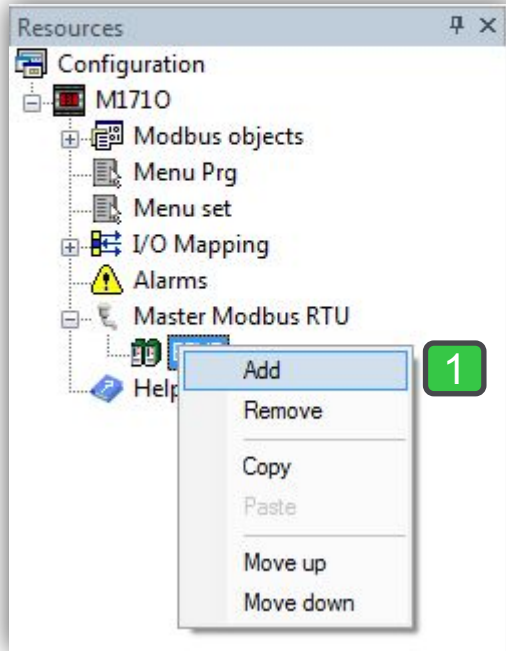 Resources
Configuration
M171O
Modbus objects
Menu Prg
Menu set
I/O Mapping
Alarms
Master Modbus RTU
Help
Add
1
Remove
Copy
Paste
Move up
Move down